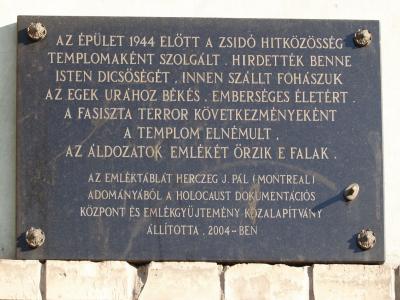 AZ ÉPÜLET 1944 ELŐTT A ZSIDÓ HITKÖZÖSSÉG
TEMPLOMAKÉNT SZOLGÁLT. HIRDETTÉK BENNE
ISTEN DICSŐSÉGÉT, INNEN SZÁLLT FOHÁSZUK
AZ EGEK URÁHOZ BÉKÉS, EMBERSÉGES ÉLETÉRT.
A FASISZTA TERROR KÖVETKEZMÉNYEKÉNT
A TEMPLOM ELNÉMULT.
AZ ÁLDOZATOK EMLÉKÉT ŐRZIK E FALAK.
AZ EMLÉKTÁBLÁT HERCZEG J. PÁL (MONTREAL)
ADOMÁNYÁBÓL A HOLOCAUST DOKUMENTÁCIÓS
KÖZPONT ÉS EMLÉKGYŰJTEMÉNY KÖZALAPÍTVÁNY
ÁLLÍTOTTA, 2004-BEN